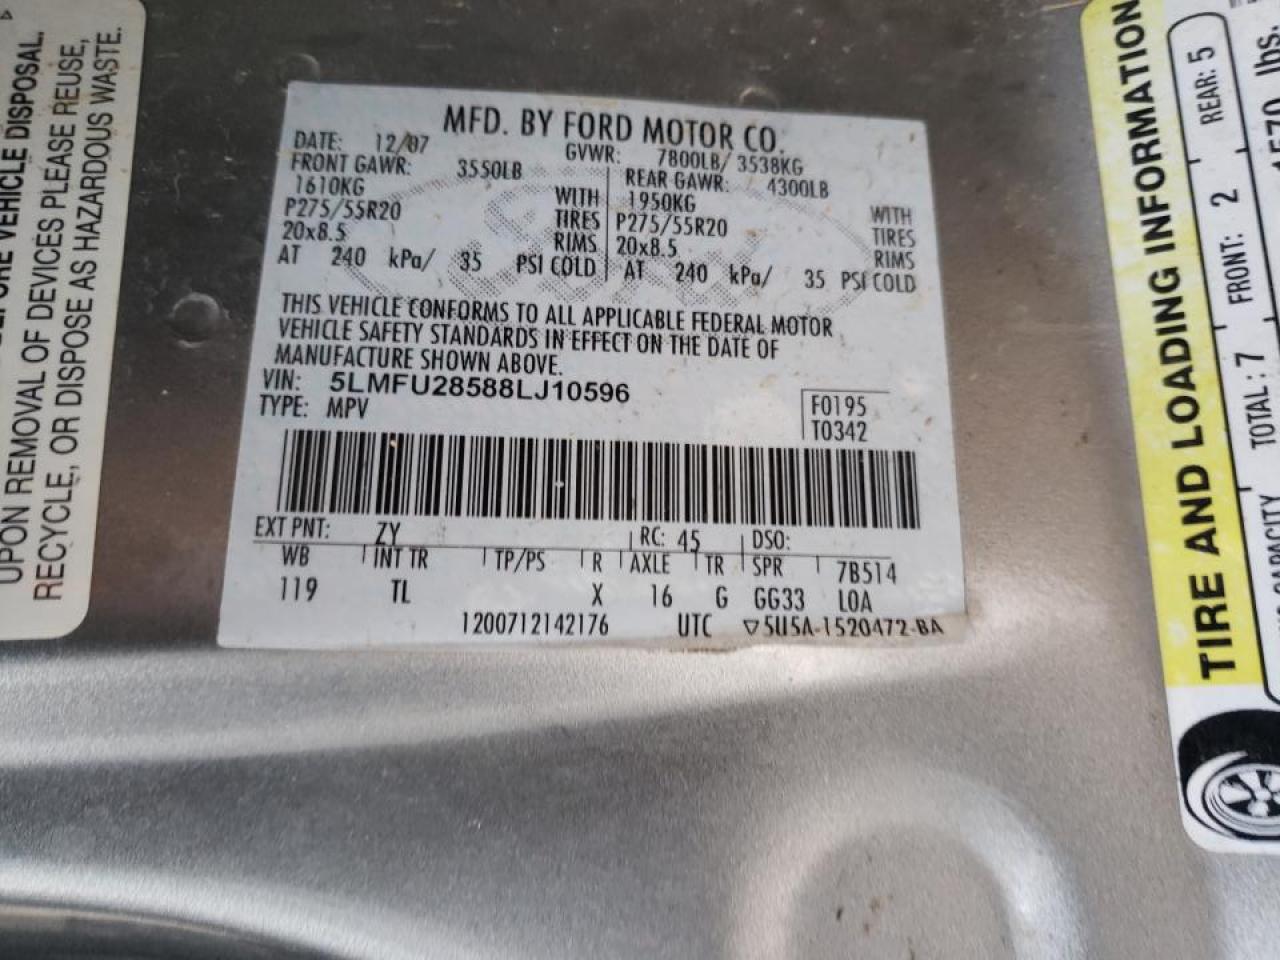 UPON REMOVAL OF DEVICES PLEASE REUSE,
RECYCLE, OR DISPOSE AS HAZARDOUS WASTE.
VEHICLE DISPOSAL.
MFD. BY FORD MOTOR CO.
DATE: 12/07 GVWR: 7800LB/ 3538KG
FRONT GAWR: 3550LB REAR GAWR: 4300LB
1610KG WITH 1950KG WITH
P275/55R20 TIRES P275/55R20 TIRES
20x8.5 RIMS 20x8.5 RIMS
AT 240 kPa/ 35 PSI COLD AT 240 kPa/ 35 PSI COLD
THIS VEHICLE CONFORMS TO ALL APPLICABLE FEDERAL MOTOR
VEHICLE SAFETY STANDARDS IN EFFECT ON THE DATE OF
MANUFACTURE SHOWN ABOVE.
VIN: 5LMFU28588LJ10596
TYPE: MPV
F0195
T0342
EXT PNT: ZY RC: 45 DSO:
WB INT TR TP/PS R AXLE TR SPR 7B514
119 TL X 16 G GG33 LOA
1200712142176 UTC ▽5U5A-1520472-BA
TIRE AND LOADING INFORMATION
TOTAL: 7 FRONT: 2 REAR: 5
CAPACITY
lbs.